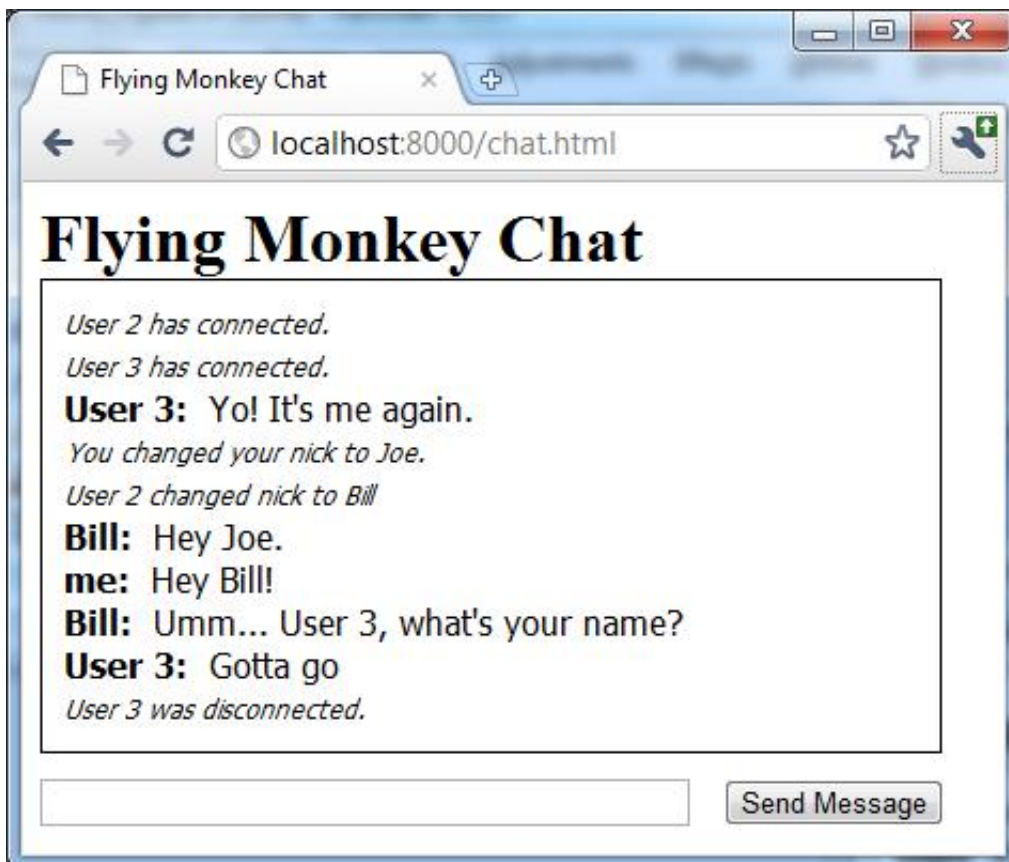 Flying Monkey Chat
localhost:8000/chat.html
Flying Monkey Chat
User 2 has connected.
User 3 has connected.
User 3: Yo! It's me again.
You changed your nick to Joe.
User 2 changed nick to Bill
Bill: Hey Joe.
me: Hey Bill!
Bill: Umm... User 3, what's your name?
User 3: Gotta go
User 3 was disconnected.
Send Message